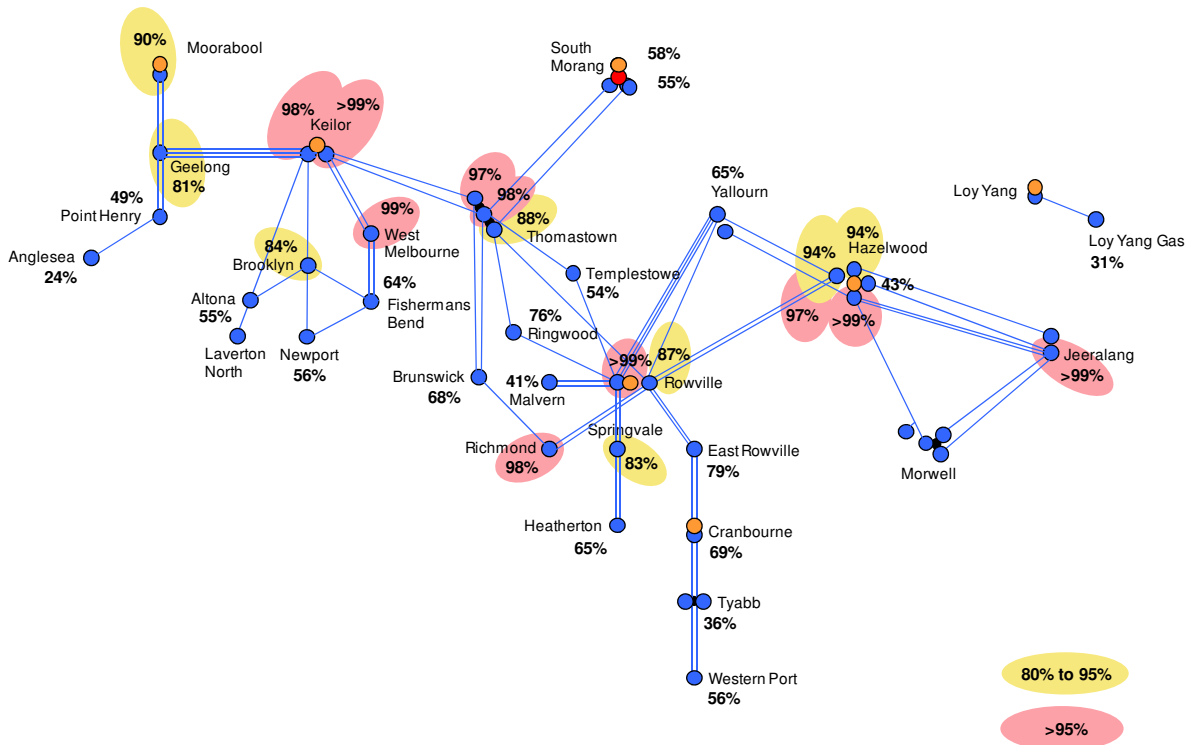 90%
Moorabool
South
Morang
58%
55%
98%
>99%
Keilor
Geelong
81%
49%
Point Henry
Anglesea
24%
99%
West
Melbourne
84%
Brooklyn
64%
Fishermans
Bend
Altona
55%
Laverton
North
Newport
56%
97%
98%
88%
Thomastown
Templestowe
54%
76%
Ringwood
Brunswick
68%
41%
Malvern
>99%
87%
Rowville
65%
Yallourn
94%
94%
Hazelwood
43%
97%
>99%
Loy Yang
Loy Yang Gas
31%
Jeeralang
>99%
Morwell
Richmond
98%
Springvale
83%
East Rowville
79%
Heatherton
65%
Cranbourne
69%
Tyabb
36%
Western Port
56%
80% to 95%
>95%